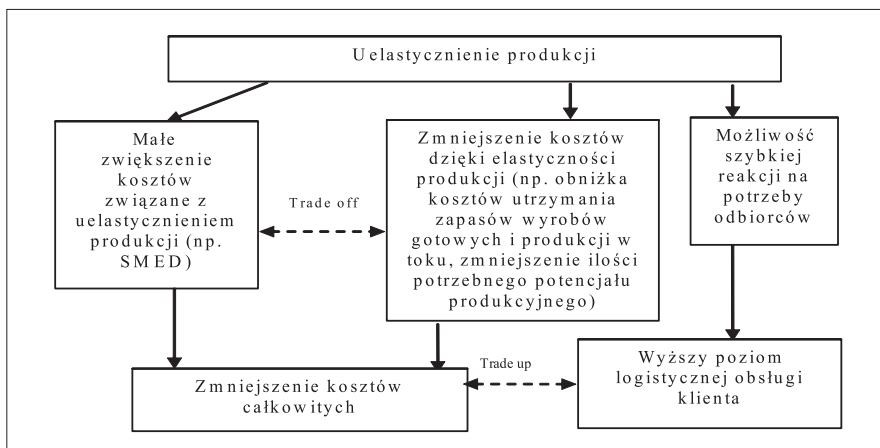 Uelastycznienie produkcji
Małe
zwiększenie
kosztów
związane z
uelastycznieniem
produkcji (np.
SMED)
Trade off
Zmniejszenie kosztów
dzięki elastyczności
produkcji (np. obniżka
kosztów utrzymania
zapasów wyrobów
gotowych i produkcji w
toku, zmniejszenie ilości
potrzebnego potencjału
produkcyjnego)
Możliwość
szybkiej
reakcji na
potrzeby
odbiorców
Zmniejszenie kosztów
całkowitych
Trade up
Wyższy poziom
logistycznej obsługi
klienta